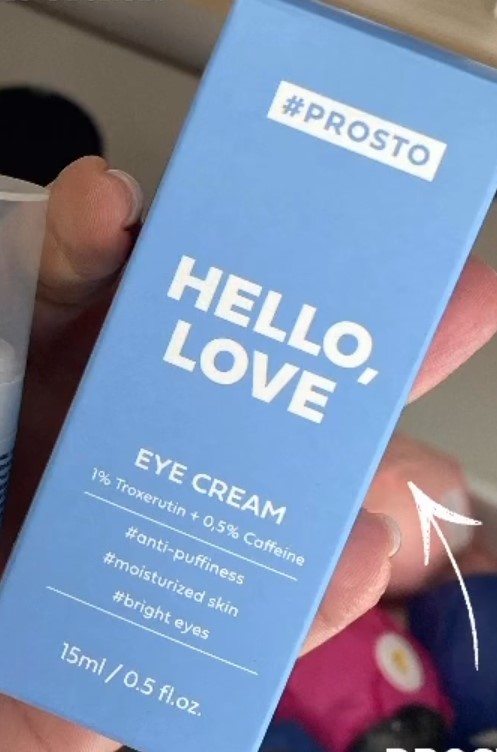 #PROSTO
HELLO,
LOVE
EYE CREAM
1% Troxerutin + 0,5% Caffeine
#anti-puffiness
#moisturized skin
#bright eyes
15ml / 0.5 fl.oz.